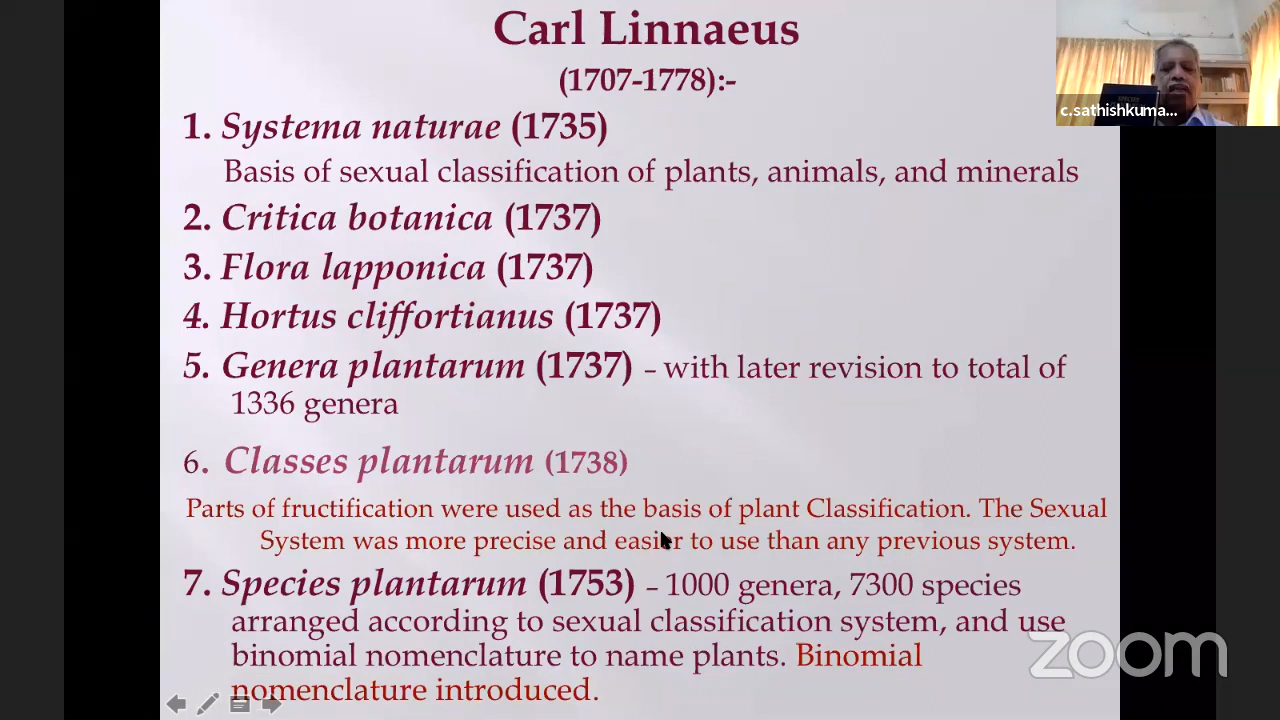 Carl Linnaeus
(1707-1778):-
c.sathishkuma...
1. Systema naturae (1735)
Basis of sexual classification of plants, animals, and minerals
2. Critica botanica (1737)
3. Flora lapponica (1737)
4. Hortus cliffortianus (1737)
5. Genera plantarum (1737) – with later revision to total of
1336 genera
6. Classes plantarum (1738)
Parts of fructification were used as the basis of plant Classification. The Sexual
System was more precise and easier to use than any previous system.
7. Species plantarum (1753) – 1000 genera, 7300 species
arranged according to sexual classification system, and use
binomial nomenclature to name plants. Binomial
nomenclature introduced.
zoom